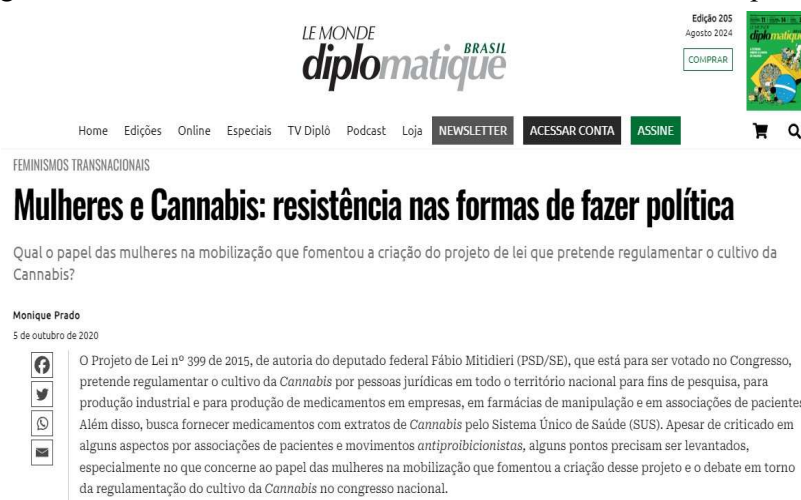 Edição 205
LE MONDE
Agosto 2024
diplomatique
BRASIL
COMPRAR
diplomatique
Home Edições Online Especiais TV Diplô Podcast Loja NEWSLETTER ACESSAR CONTA ASSINE
FEMINISMOS TRANSNACIONAIS
Mulheres e Cannabis: resistência nas formas de fazer política
Qual o papel das mulheres na mobilização que fomentou a criação do projeto de lei que pretende regulamentar o cultivo da
Cannabis?
Monique Prado
5 de outubro de 2020
O Projeto de Lei nº 399 de 2015, de autoria do deputado federal Fábio Mitidieri (PSD/SE), que está para ser votado no Congresso,
pretende regulamentar o cultivo da Cannabis por pessoas jurídicas em todo o território nacional para fins de pesquisa, para
produção industrial e para produção de medicamentos em empresas, em farmácias de manipulação e em associações de pacientes
Além disso, busca fornecer medicamentos com extratos de Cannabis pelo Sistema Único de Saúde (SUS). Apesar de criticado em
alguns aspectos por associações de pacientes e movimentos antiproibicionistas, alguns pontos precisam ser levantados,
especialmente no que concerne ao papel das mulheres na mobilização que fomentou a criação desse projeto e o debate em torno
da regulamentação do cultivo da Cannabis no congresso nacional.